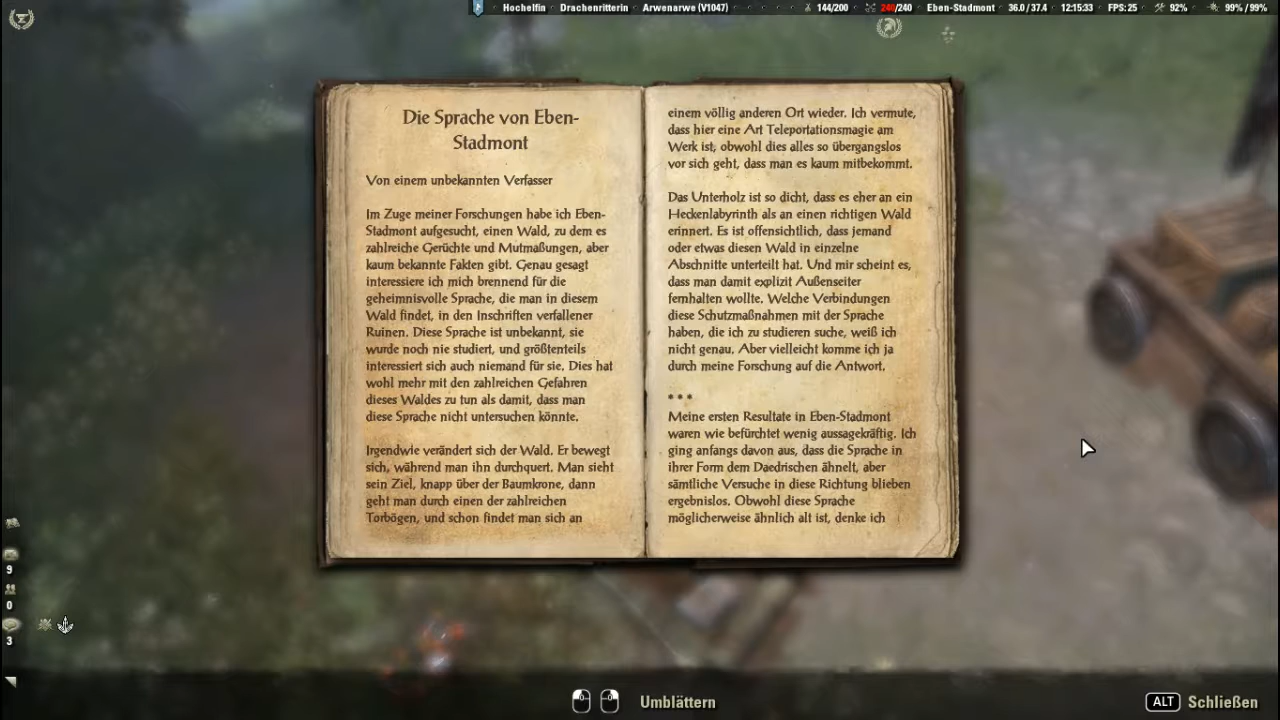 Hochelfin Drachenritterin Arwenarwe (V1047) 144/200 240/240 Eben-Stadmont 36.0 / 37.4 12:15:33 FPS: 25 92% 99% / 99%
Die Sprache von Eben-
Stadmont
Von einem unbekannten Verfasser
Im Zuge meiner Forschungen habe ich Eben-
Stadmont aufgesucht, einen Wald, zu dem es
zahlreiche Gerüchte und Mutmaßungen, aber
kaum bekannte Fakten gibt. Genau gesagt
interessiere ich mich brennend für die
geheimnisvolle Sprache, die man in diesem
Wald findet, in den Inschriften verfallener
Ruinen. Diese Sprache ist unbekannt, sie
wurde noch nie studiert, und größtenteils
interessiert sich auch niemand für sie. Dies hat
wohl mehr mit den zahlreichen Gefahren
dieses Waldes zu tun als damit, dass man
diese Sprache nicht untersuchen könnte.
Irgendwie verändert sich der Wald. Er bewegt
sich, während man ihn durchquert. Man sieht
sein Ziel, knapp über der Baumkrone, dann
geht man durch einen der zahlreichen
Torbögen, und schon findet man sich an
einem völlig anderen Ort wieder. Ich vermute,
dass hier eine Art Teleportationsmagie am
Werk ist, obwohl dies alles so übergangslos
vor sich geht, dass man es kaum mitbekommt.
Das Unterholz ist so dicht, dass es eher an ein
Heckenlabyrinth als an einen richtigen Wald
erinnert. Es ist offensichtlich, dass jemand
oder etwas diesen Wald in einzelne
Abschnitte unterteilt hat. Und mir scheint es,
dass man damit explizit Außenseiter
fernhalten wollte. Welche Verbindungen
diese Schutzmaßnahmen mit der Sprache
haben, die ich zu studieren suche, weiß ich
nicht genau. Aber vielleicht komme ich ja
durch meine Forschung auf die Antwort.
* * *
Meine ersten Resultate in Eben-Stadmont
waren wie befürchtet wenig aussagekräftig. Ich
ging anfangs davon aus, dass die Sprache in
ihrer Form dem Daedrischen ähnelt, aber
sämtliche Versuche in diese Richtung blieben
ergebnislos. Obwohl diese Sprache
möglicherweise ähnlich alt ist, denke ich
9
0
3
Umblättern
ALT Schließen